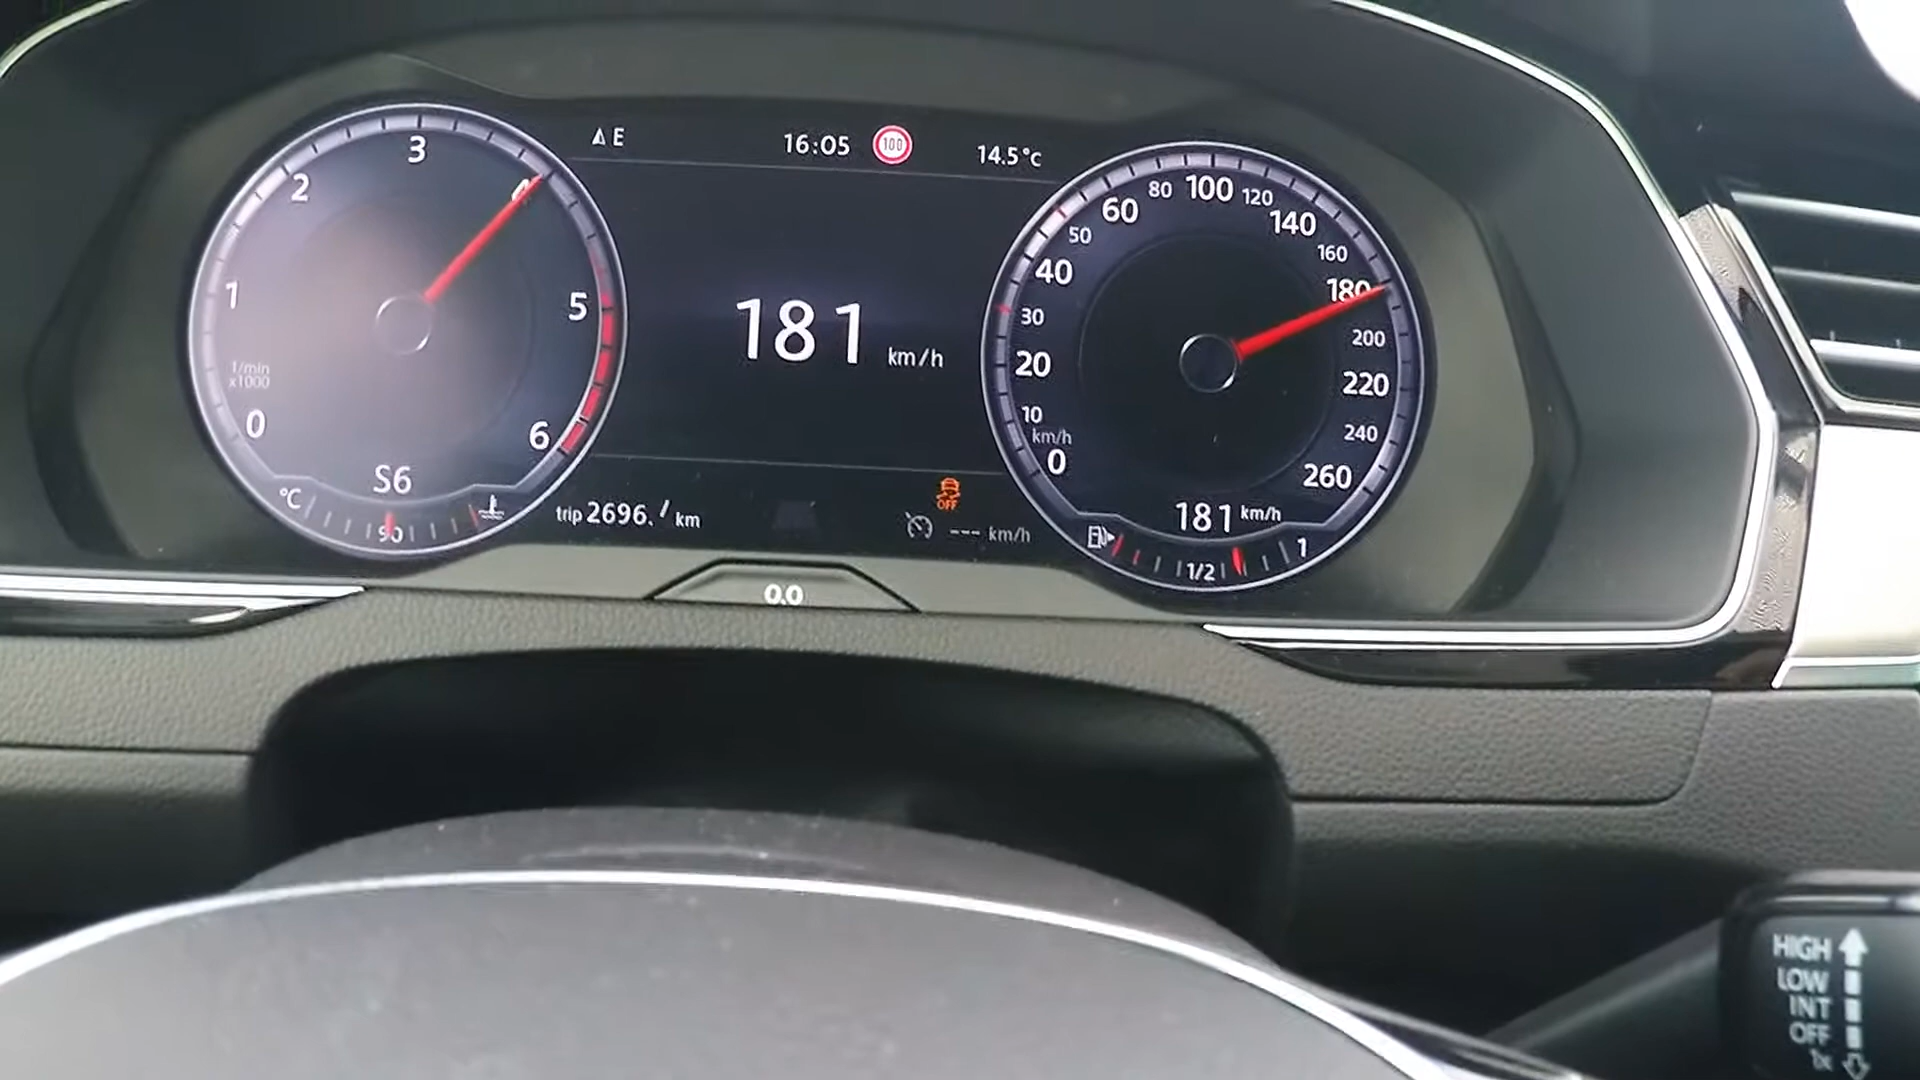 E 16:05 100 14.5°C
0
1
2
3
4
5
6
1/min
x1000
S6
°C 90
181 km/h
trip 2696. km
OFF
--- km/h
0
km/h
10
20
30
40
50
60
80
100
120
140
160
180
200
220
240
260
181 km/h
1/2 1
0.0
HIGH
LOW
INT
OFF
1x